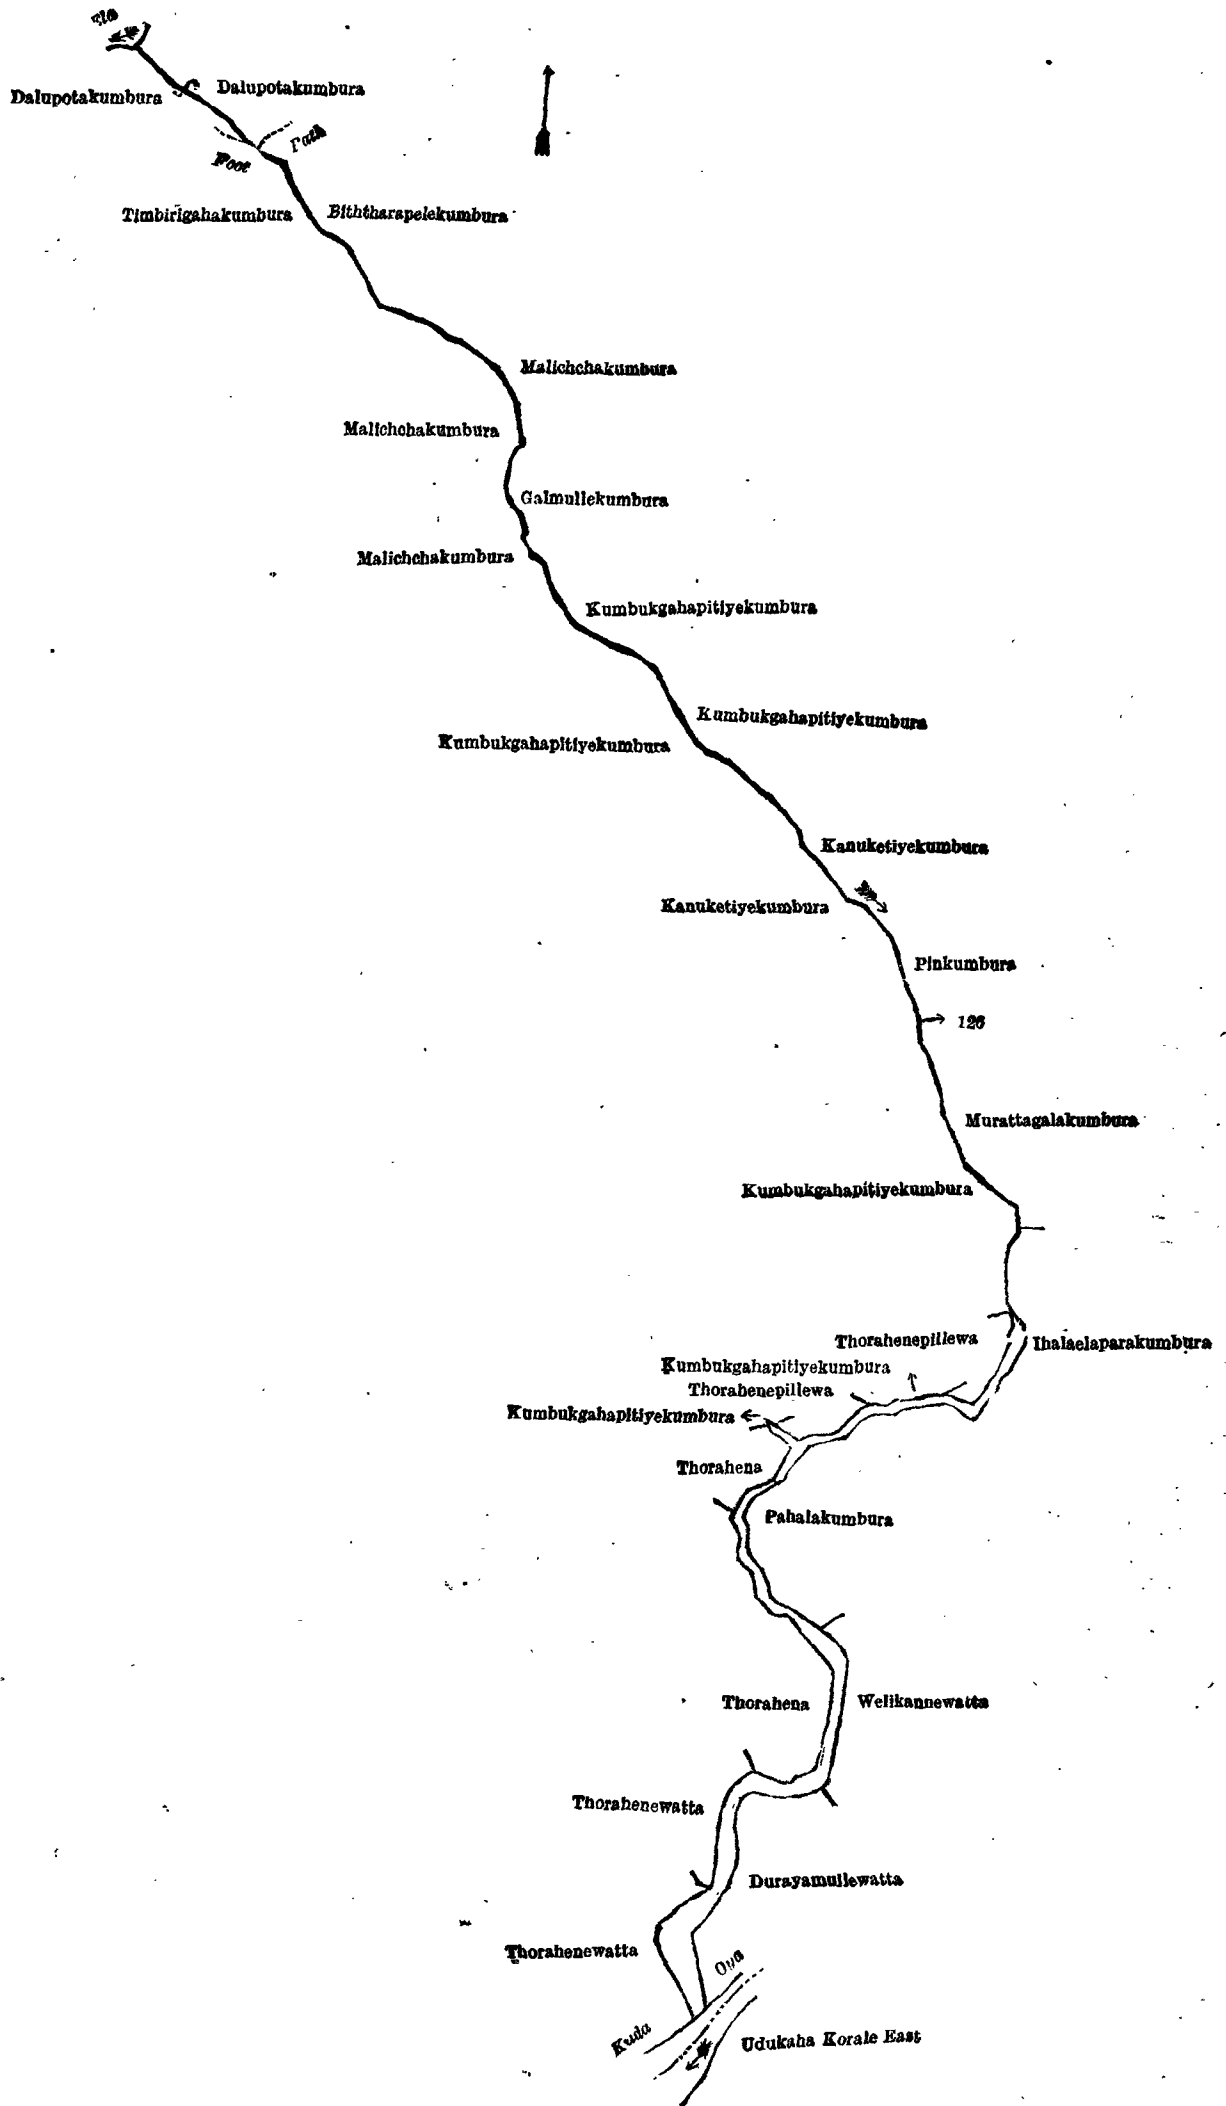 Ela
Dalupotakumbura
Dalupotakumbura
Foot Path
Timbirigahakumbura
Biththarapelekumbura
Malichchakumbura
Malichchakumbura
Galmullekumbura
Malichchakumbura
Kumbukgahapitiyekumbura
Kumbukgahapitiyekumbura
Kumbukgahapitiyekumbura
Kanuketiyekumbura
Kanuketiyekumbura
Pinkumbura
126
Murattagalakumbura
Kumbukgahapitiyekumbura
Thorahenepillewa
Ihalaelaparakumbura
Kumbukgahapitiyekumbura
Thorahenepillewa
Kumbukgahapitiyekumbura
Thorahena
Pahalakumbura
Thorahena
Welikannewatta
Thorahenewatta
Durayamullewatta
Thorahenewatta
Kuda Oya
Udukaha Korale East